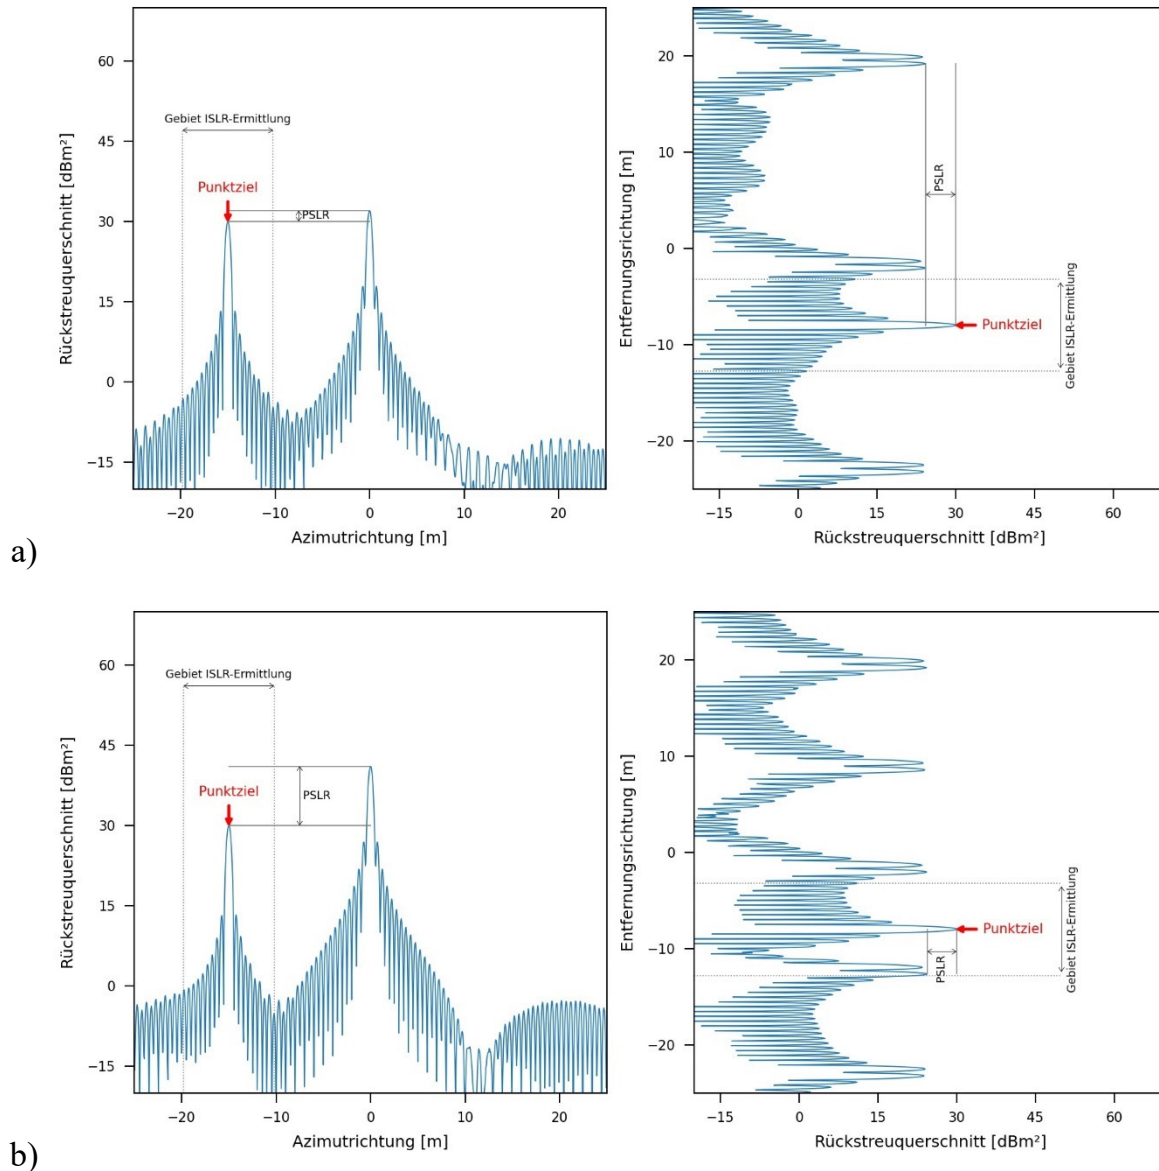 60
45
30
15
0
−15
Rückstreuquerschnitt [dBm²]
Gebiet ISLR-Ermittlung
Punktziel
PSLR
−20
−10
0
10
20
Azimutrichtung [m]
20
10
0
−10
−20
Entfernungsrichtung [m]
PSLR
Punktziel
Gebiet ISLR-Ermittlung
−15
0
15
30
45
60
Rückstreuquerschnitt [dBm²]
a)
60
45
30
15
0
−15
Rückstreuquerschnitt [dBm²]
Gebiet ISLR-Ermittlung
Punktziel
PSLR
−20
−10
0
10
20
Azimutrichtung [m]
20
10
0
−10
−20
Entfernungsrichtung [m]
Punktziel
PSLR
Gebiet ISLR-Ermittlung
−15
0
15
30
45
60
Rückstreuquerschnitt [dBm²]
b)